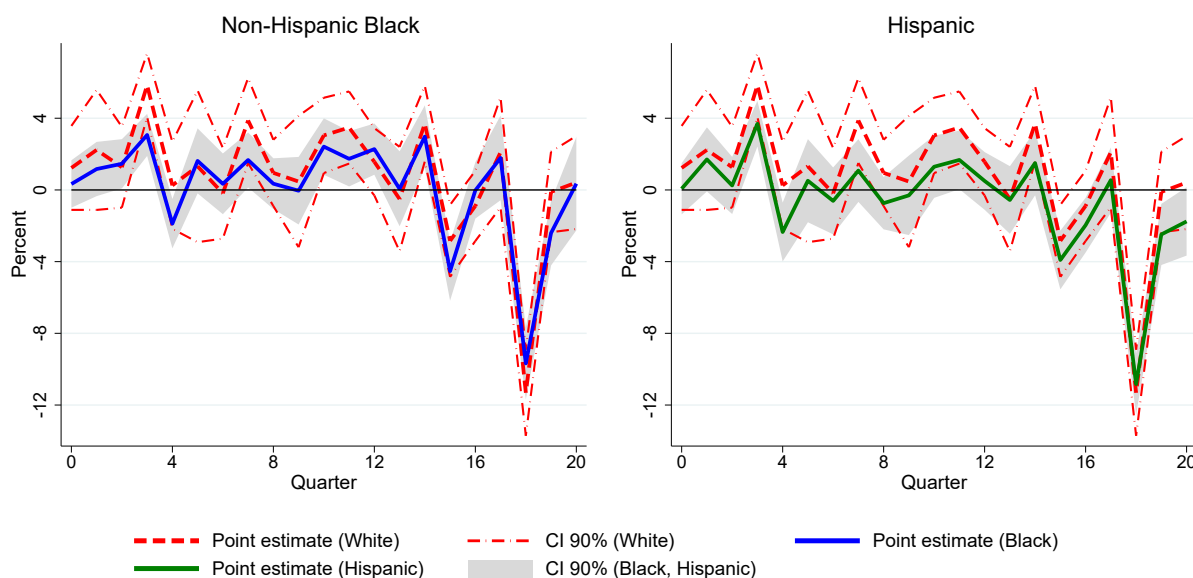 Non-Hispanic Black
Hispanic
Percent
4
0
-4
-8
-12
0 4 8 12 16 20
Quarter
Percent
4
0
-4
-8
-12
0 4 8 12 16 20
Quarter
Point estimate (White)
CI 90% (White)
Point estimate (Black)
Point estimate (Hispanic)
CI 90% (Black, Hispanic)